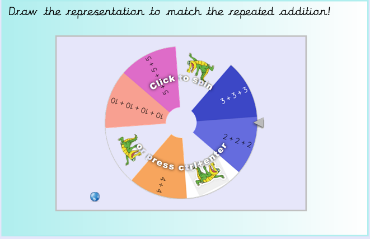 Draw the representation to match the repeated addition!
Click to spin
3 + 3 + 3
10 + 10 + 10 + 10
2 + 2 + 2
or press ctrl+enter
4 + 4